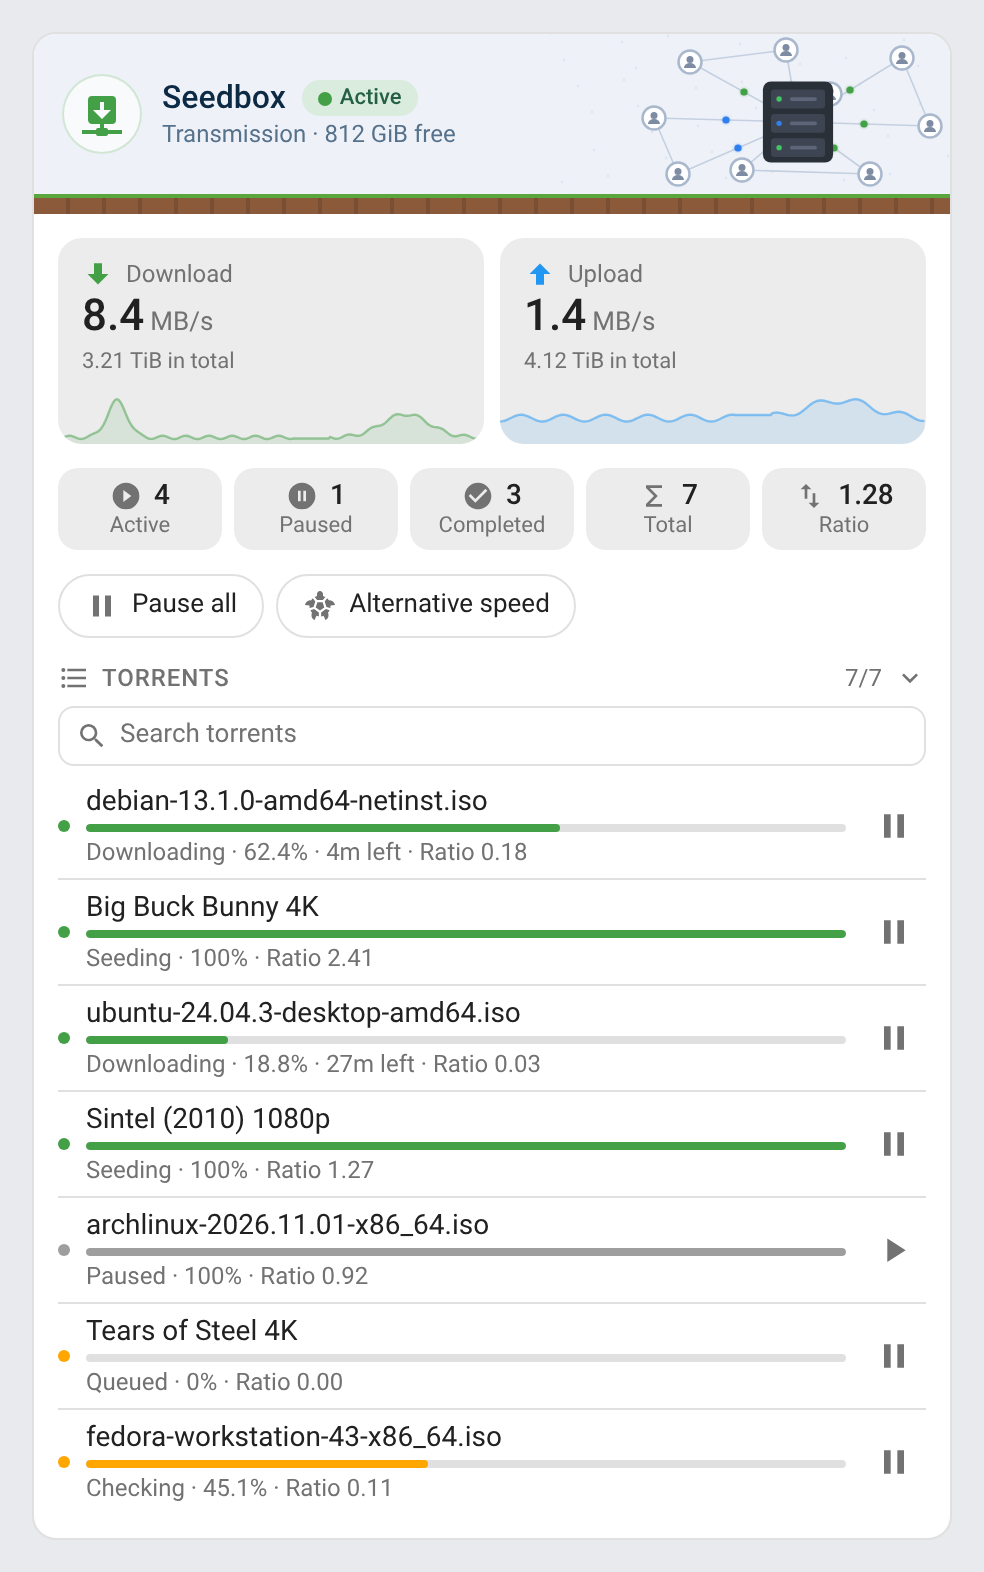 Seedbox
Active
Transmission · 812 GiB free
Download
8.4 MB/s
3.21 TiB in total
Upload
1.4 MB/s
4.12 TiB in total
4
Active
1
Paused
3
Completed
7
Total
1.28
Ratio
Pause all
Alternative speed
TORRENTS
7/7
Search torrents
debian-13.1.0-amd64-netinst.iso
Downloading · 62.4% · 4m left · Ratio 0.18
Big Buck Bunny 4K
Seeding · 100% · Ratio 2.41
ubuntu-24.04.3-desktop-amd64.iso
Downloading · 18.8% · 27m left · Ratio 0.03
Sintel (2010) 1080p
Seeding · 100% · Ratio 1.27
archlinux-2026.11.01-x86_64.iso
Paused · 100% · Ratio 0.92
Tears of Steel 4K
Queued · 0% · Ratio 0.00
fedora-workstation-43-x86_64.iso
Checking · 45.1% · Ratio 0.11